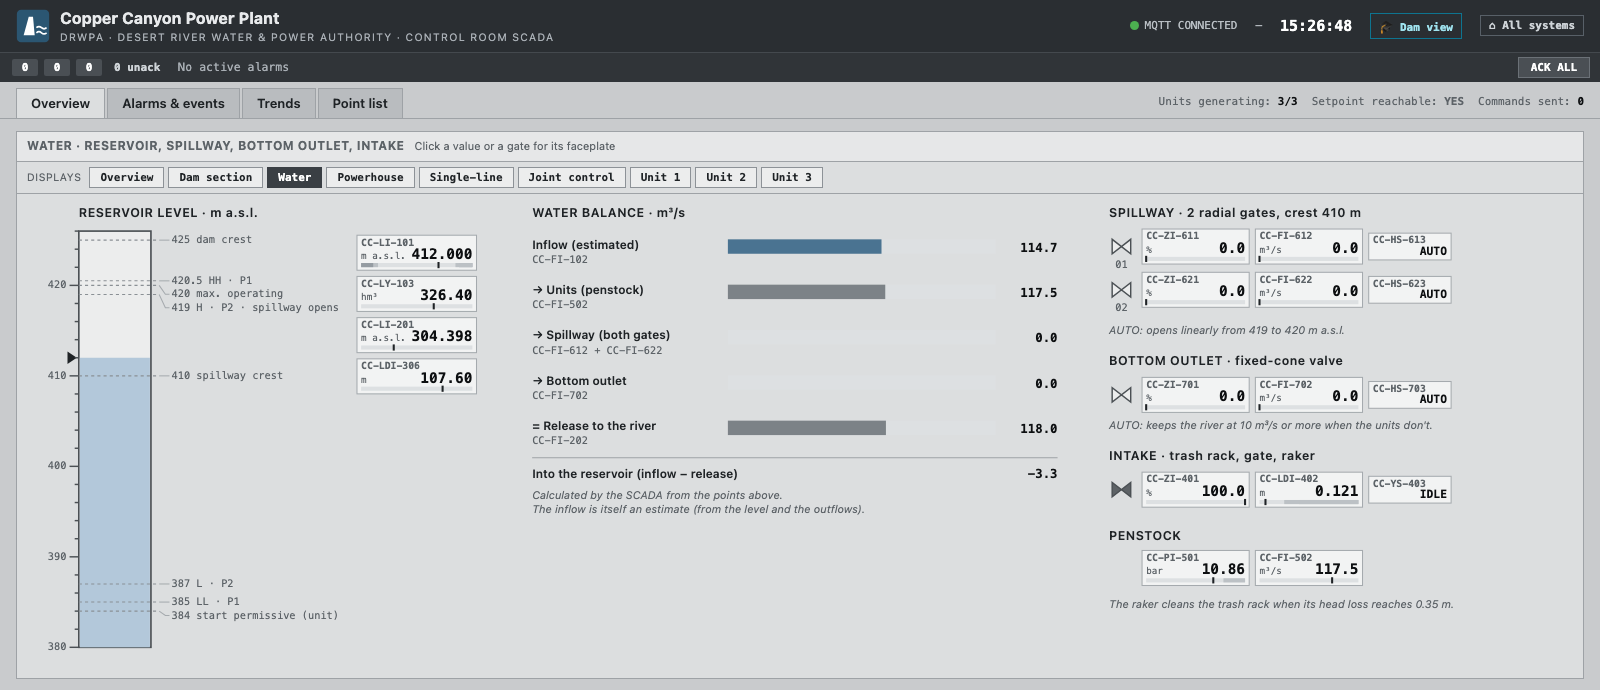 Copper Canyon Power Plant
DRWPA · DESERT RIVER WATER & POWER AUTHORITY · CONTROL ROOM SCADA
MQTT CONNECTED – 15:26:48 Dam view ⌂ All systems
0 0 0 0 unack No active alarms ACK ALL
Overview Alarms & events Trends Point list
Units generating: 3/3 Setpoint reachable: YES Commands sent: 0
WATER · RESERVOIR, SPILLWAY, BOTTOM OUTLET, INTAKE Click a value or a gate for its faceplate
DISPLAYS Overview Dam section Water Powerhouse Single-line Joint control Unit 1 Unit 2 Unit 3
RESERVOIR LEVEL · m a.s.l.
425 dam crest
420.5 HH · P1
420
420 max. operating
419 H · P2 · spillway opens
410
410 spillway crest
400
390
387 L · P2
385 LL · P1
384 start permissive (unit)
380
CC-LI-101
m a.s.l. 412.000
CC-LY-103
hm³ 326.40
CC-LI-201
m a.s.l. 304.398
CC-LDI-306
m 107.60
WATER BALANCE · m³/s
Inflow (estimated) 114.7
CC-FI-102
→ Units (penstock) 117.5
CC-FI-502
→ Spillway (both gates) 0.0
CC-FI-612 + CC-FI-622
→ Bottom outlet 0.0
CC-FI-702
= Release to the river 118.0
CC-FI-202
Into the reservoir (inflow – release) −3.3
Calculated by the SCADA from the points above.
The inflow is itself an estimate (from the level and the outflows).
SPILLWAY · 2 radial gates, crest 410 m
01
CC-ZI-611
% 0.0
CC-FI-612
m³/s 0.0
CC-HS-613
AUTO
02
CC-ZI-621
% 0.0
CC-FI-622
m³/s 0.0
CC-HS-623
AUTO
AUTO: opens linearly from 419 to 420 m a.s.l.
BOTTOM OUTLET · fixed-cone valve
CC-ZI-701
% 0.0
CC-FI-702
m³/s 0.0
CC-HS-703
AUTO
AUTO: keeps the river at 10 m³/s or more when the units don't.
INTAKE · trash rack, gate, raker
CC-ZI-401
% 100.0
CC-LDI-402
m 0.121
CC-YS-403
IDLE
PENSTOCK
CC-PI-501
bar 10.86
CC-FI-502
m³/s 117.5
The raker cleans the trash rack when its head loss reaches 0.35 m.